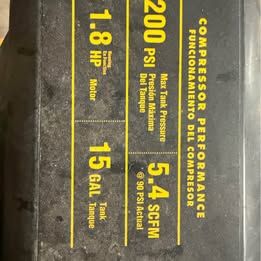 COMPRESSOR PERFORMANCE
FUNCIONAMIENTO DEL COMPRESOR
200 PSI
Max Tank Pressure
Presión Máxima
Del Tanque
5.4 SCFM
@ 90 PSI Actual
1.8 HP
Motor
15 GAL
Tank
Tanque